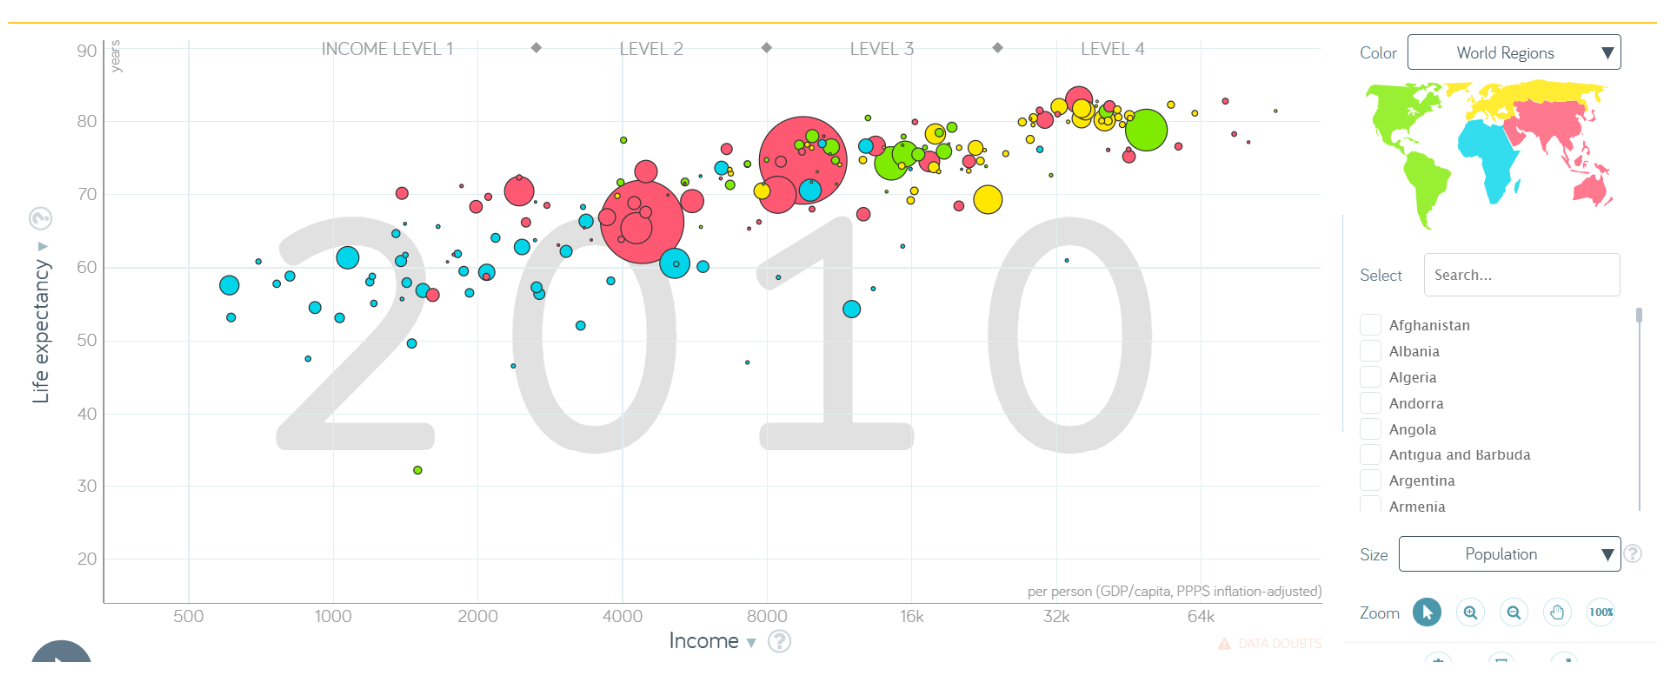 INCOME LEVEL 1 LEVEL 2 LEVEL 3 LEVEL 4
years
90
80
70
60
50
40
30
20
Life expectancy ?
2010
per person (GDP/capita, PPP$ inflation-adjusted)
500 1000 2000 4000 8000 16k 32k 64k
Income ?
DATA DOUBTS
Color World Regions
Select Search...
Afghanistan
Albania
Algeria
Andorra
Angola
Antigua and Barbuda
Argentina
Armenia
Size Population ?
Zoom 100%